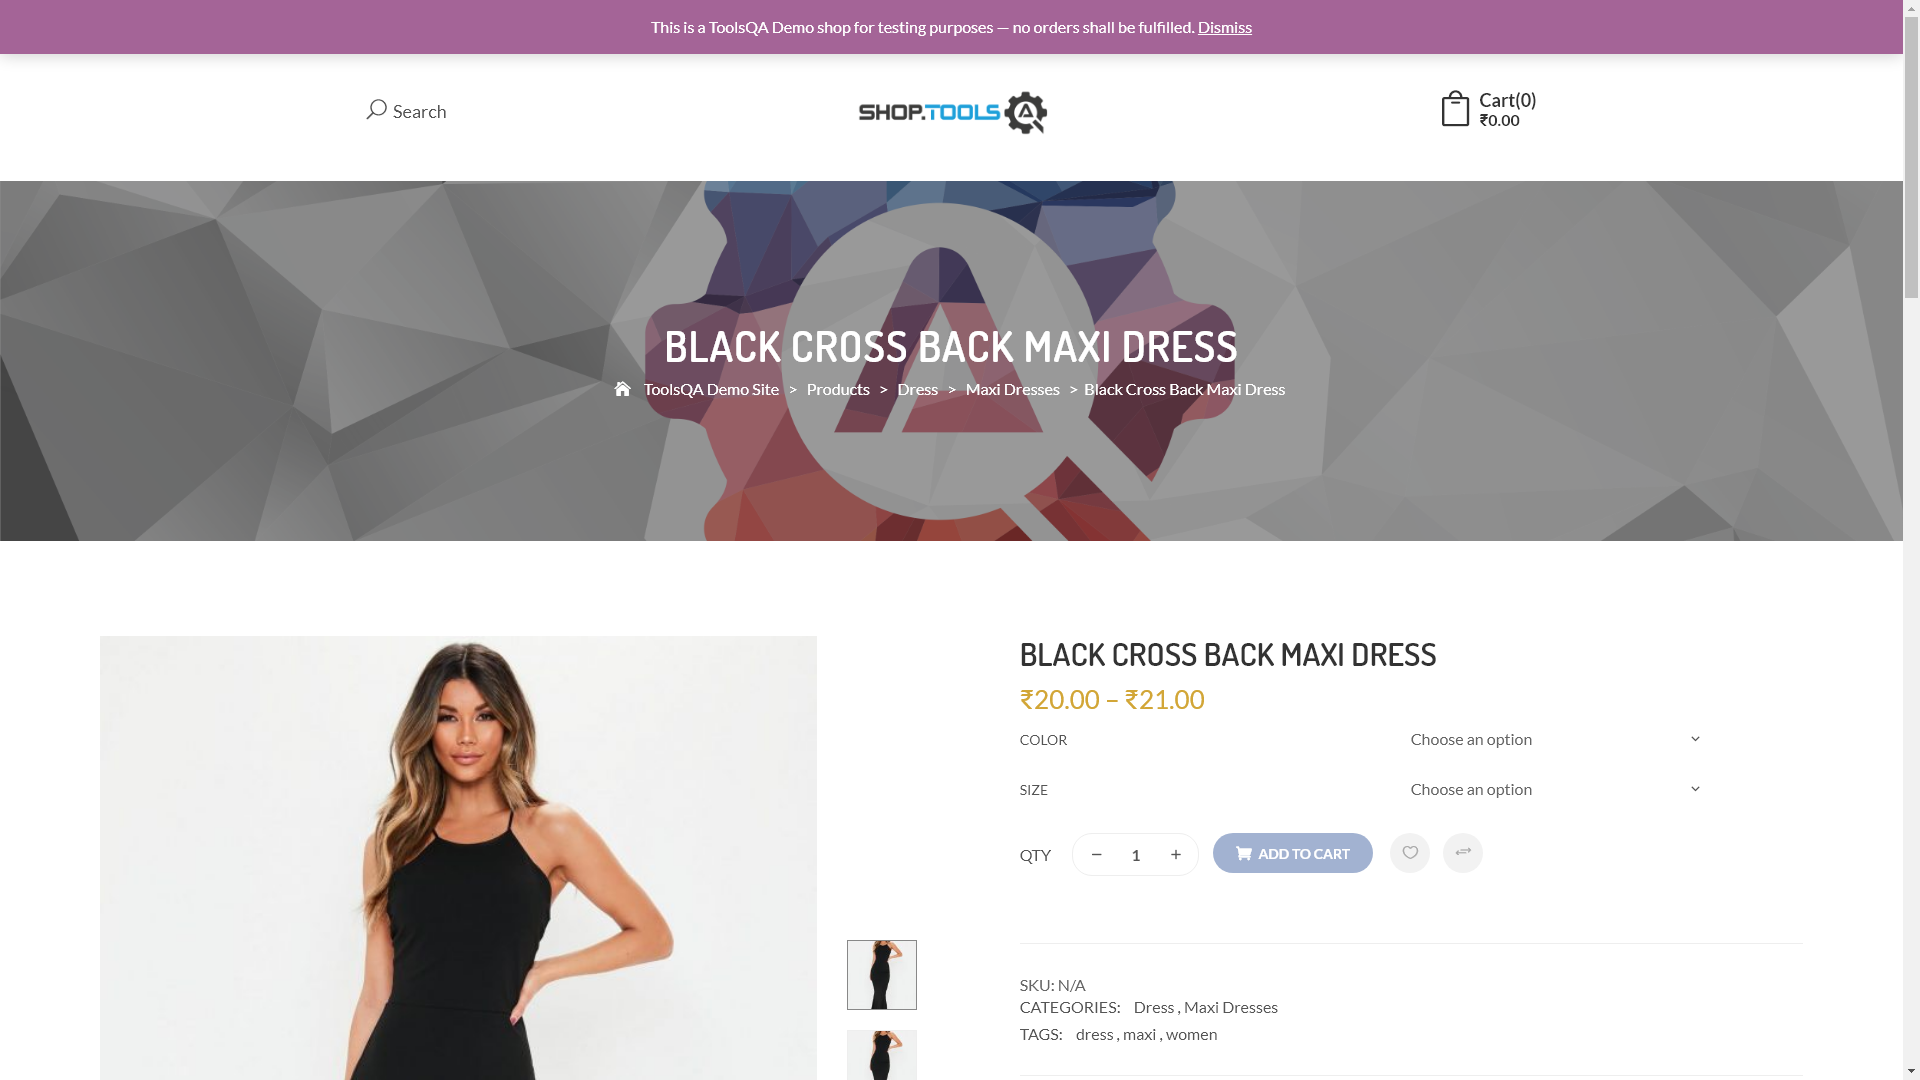 This is a ToolsQA Demo shop for testing purposes — no orders shall be fulfilled. Dismiss
Search
SHOP.TOOLS
Cart(0)
₹0.00
BLACK CROSS BACK MAXI DRESS
ToolsQA Demo Site > Products > Dress > Maxi Dresses > Black Cross Back Maxi Dress
BLACK CROSS BACK MAXI DRESS
₹20.00 – ₹21.00
COLOR Choose an option
SIZE Choose an option
QTY − 1 + ADD TO CART
SKU: N/A
CATEGORIES: Dress , Maxi Dresses
TAGS: dress , maxi , women